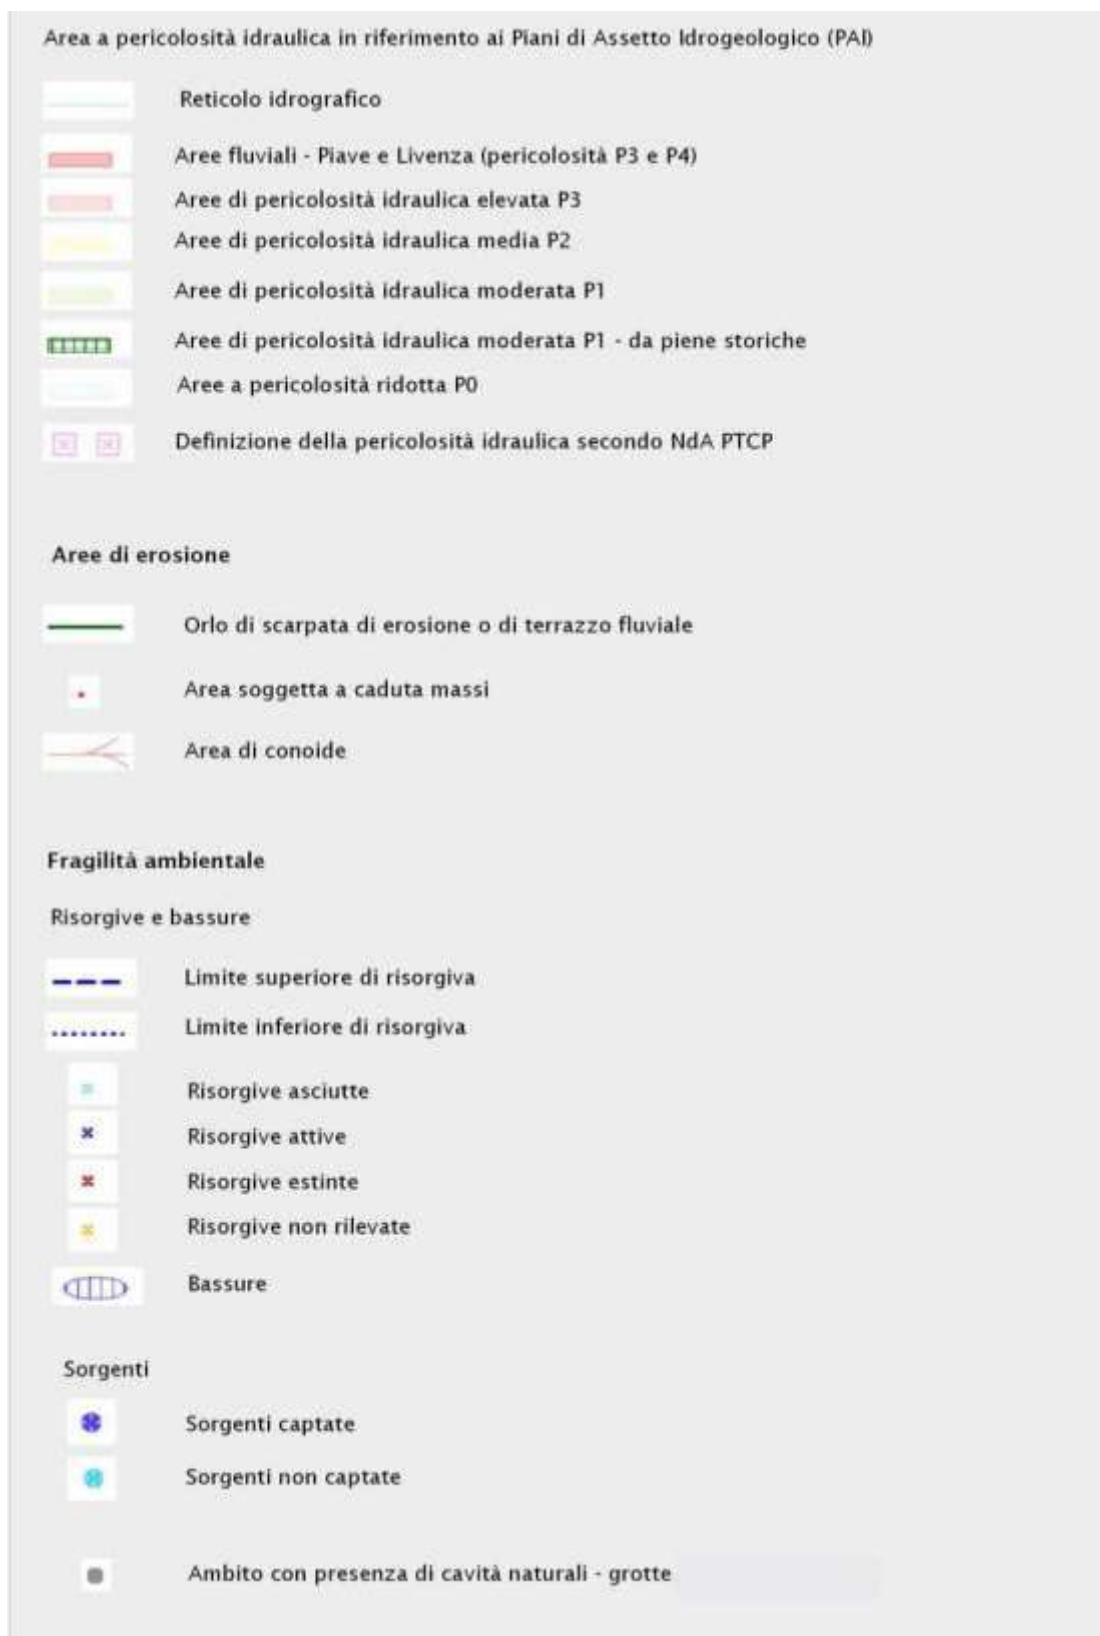 Area a pericolosità idraulica in riferimento ai Piani di Assetto Idrogeologico (PAI)
Reticolo idrografico
Aree fluviali - Piave e Livenza (pericolosità P3 e P4)
Aree di pericolosità idraulica elevata P3
Aree di pericolosità idraulica media P2
Aree di pericolosità idraulica moderata P1
Aree di pericolosità idraulica moderata P1 - da piene storiche
Aree a pericolosità ridotta P0
Definizione della pericolosità idraulica secondo NdA PTCP
Aree di erosione
Orlo di scarpata di erosione o di terrazzo fluviale
Area soggetta a caduta massi
Area di conoide
Fragilità ambientale
Risorgive e bassure
Limite superiore di risorgiva
Limite inferiore di risorgiva
Risorgive asciutte
Risorgive attive
Risorgive estinte
Risorgive non rilevate
Bassure
Sorgenti
Sorgenti captate
Sorgenti non captate
Ambito con presenza di cavità naturali - grotte